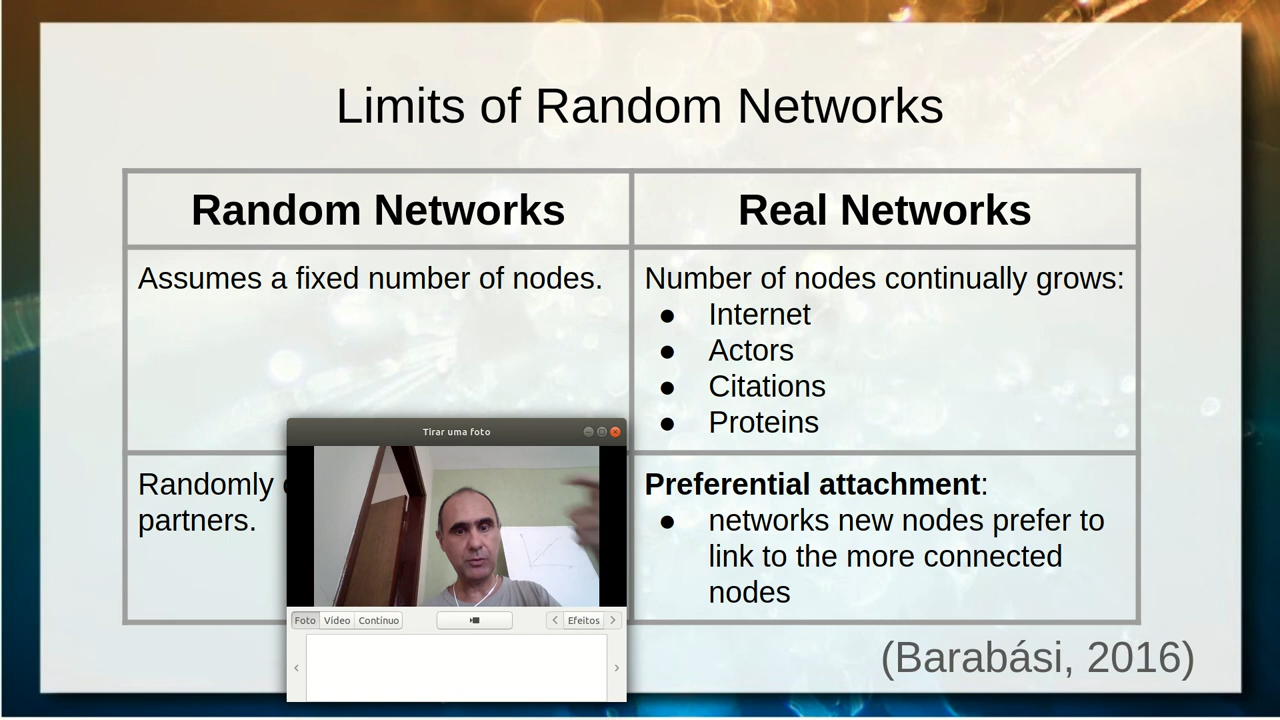 Limits of Random Networks
Random Networks
Real Networks
Assumes a fixed number of nodes.
Number of nodes continually grows:
● Internet
● Actors
● Citations
● Proteins
Randomly
partners.
Preferential attachment:
● networks new nodes prefer to
link to the more connected
nodes
(Barabási, 2016)
Tirar uma foto
Foto Vídeo Contínuo
Efeitos